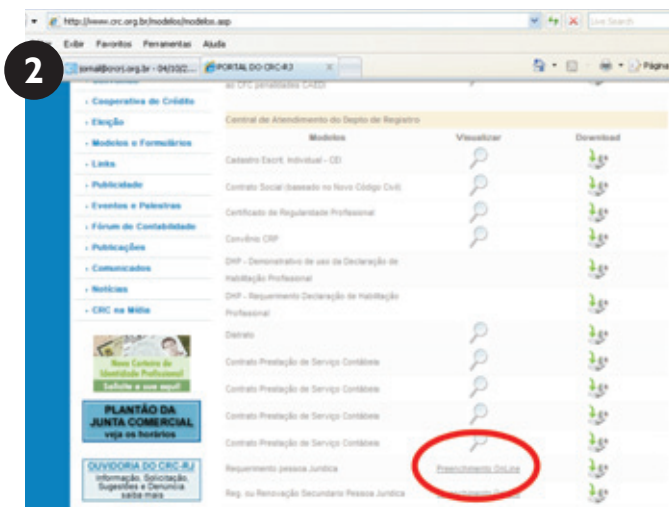 http://www.crc.org.br/modelos/modelos.asp
Live Search
Exibir Favoritos Ferramentas Ajuda
2
PORTAL DO CRC-RJ
Página
as CFC penalidades CAED)
› Cooperativa de Crédito
› Eleição
› Modelos e Formulários
› Links
› Publicidade
› Eventos e Palestras
› Fórum de Contabilidade
› Publicações
› Comunicados
› Notícias
› CRC na Mídia
Nova Carteira de
Identidade Profissional
Solicite a sua aqui!
PLANTÃO DA
JUNTA COMERCIAL
veja os horários
OUVIDORIA DO CRC-RJ
Informação, Solicitação,
Sugestões e Denúncia
saiba mais
Central de Atendimento do Depto de Registro
Modelos Visualizar Download
Cadastro Escrit. Individual - CEI
Contrato Social (baseado no Novo Código Civil)
Certificado de Regularidade Profissional
Convênio CRP
DHP - Demonstrativo de uso da Declaração de
Habilitação Profissional
DHP - Requerimento Declaração de Habilitação
Profissional
Distrato
Contrato Prestação de Serviço Contábeis
Contrato Prestação de Serviço Contábeis
Contrato Prestação de Serviço Contábeis
Contrato Prestação de Serviço Contábeis
Requerimento pessoa Jurídica Preenchimento OnLine
Reg. ou Renovação Secundário Pessoa Jurídica